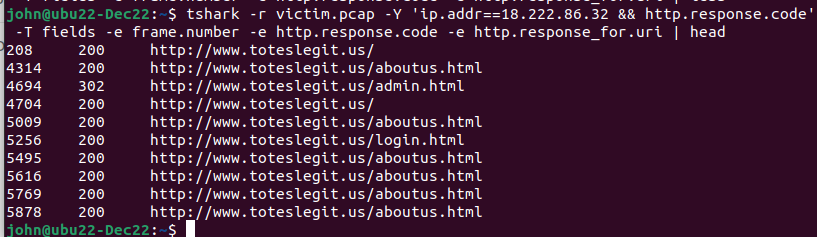 john@ubu22-Dec22:~$ tshark -r victim.pcap -Y 'ip.addr==18.222.86.32 && http.response.code'
-T fields -e frame.number -e http.response.code -e http.response_for.uri | head
208 200 http://www.toteslegit.us/
4314 200 http://www.toteslegit.us/aboutus.html
4694 302 http://www.toteslegit.us/admin.html
4704 200 http://www.toteslegit.us/
5009 200 http://www.toteslegit.us/aboutus.html
5256 200 http://www.toteslegit.us/login.html
5495 200 http://www.toteslegit.us/aboutus.html
5616 200 http://www.toteslegit.us/aboutus.html
5769 200 http://www.toteslegit.us/aboutus.html
5878 200 http://www.toteslegit.us/aboutus.html
john@ubu22-Dec22:~$